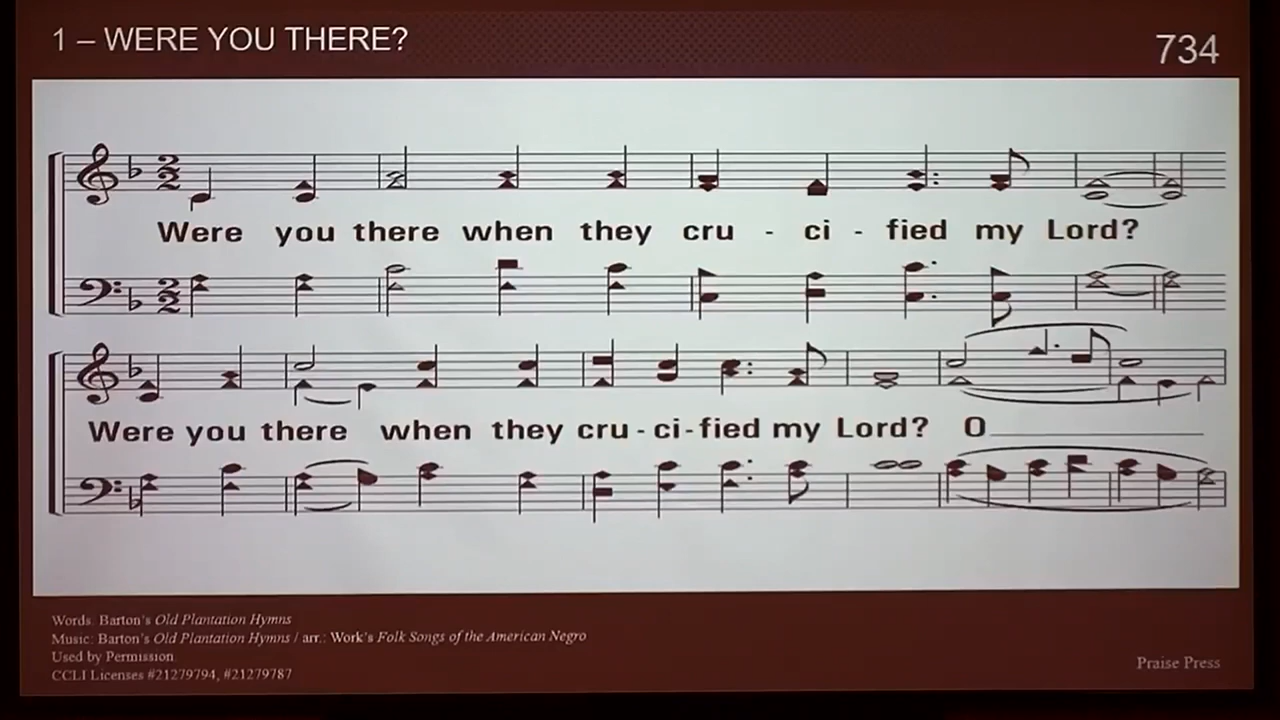 1 – WERE YOU THERE?
734
Were you there when they cru - ci - fied my Lord?
Were you there when they cru - ci - fied my Lord? O
Words: Barton's Old Plantation Hymns
Music: Barton's Old Plantation Hymns / arr.: Work's Folk Songs of the American Negro
Used by Permission
CCLI Licenses #21279794, #21279787
Praise Press